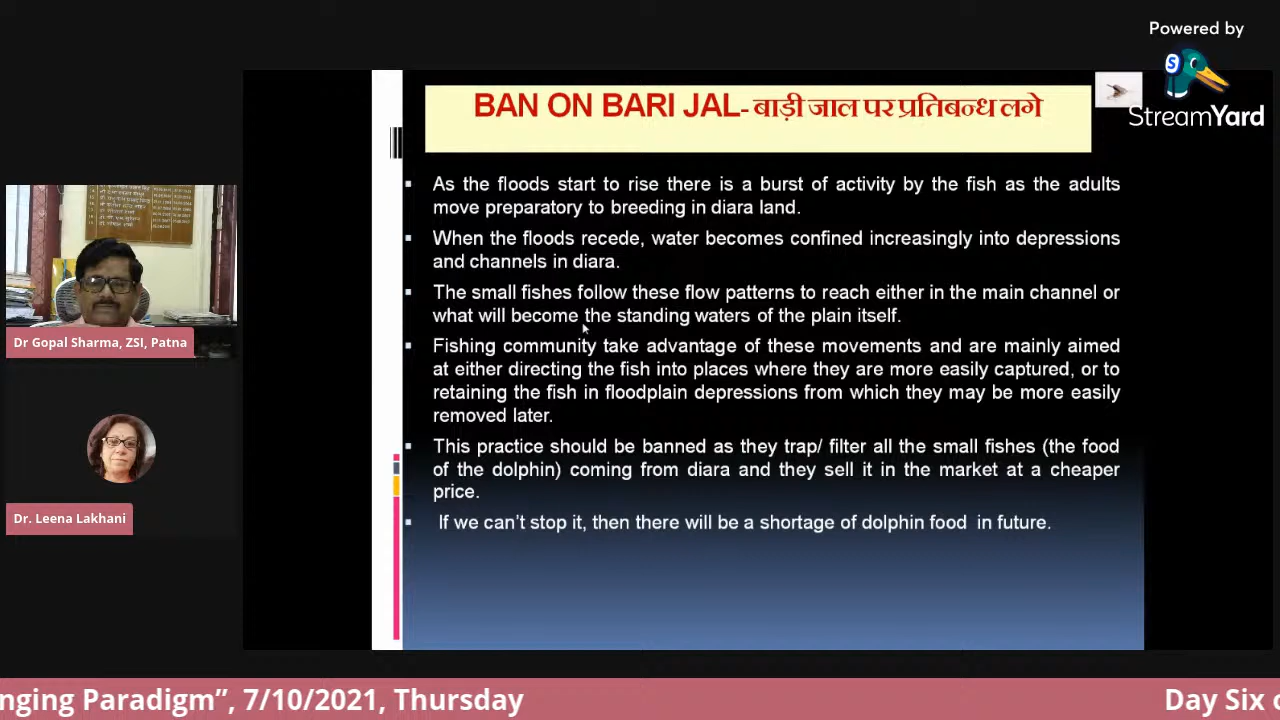 Powered by
StreamYard
BAN ON BARI JAL- बाड़ी जाल पर प्रतिबन्ध लगे
As the floods start to rise there is a burst of activity by the fish as the adults
move preparatory to breeding in diara land.
When the floods recede, water becomes confined increasingly into depressions
and channels in diara.
The small fishes follow these flow patterns to reach either in the main channel or
what will become the standing waters of the plain itself.
Fishing community take advantage of these movements and are mainly aimed
at either directing the fish into places where they are more easily captured, or to
retaining the fish in floodplain depressions from which they may be more easily
removed later.
This practice should be banned as they trap/ filter all the small fishes (the food
of the dolphin) coming from diara and they sell it in the market at a cheaper
price.
If we can't stop it, then there will be a shortage of dolphin food in future.
Dr Gopal Sharma, ZSI, Patna
Dr. Leena Lakhani
nging Paradigm”, 7/10/2021, Thursday
Day Six